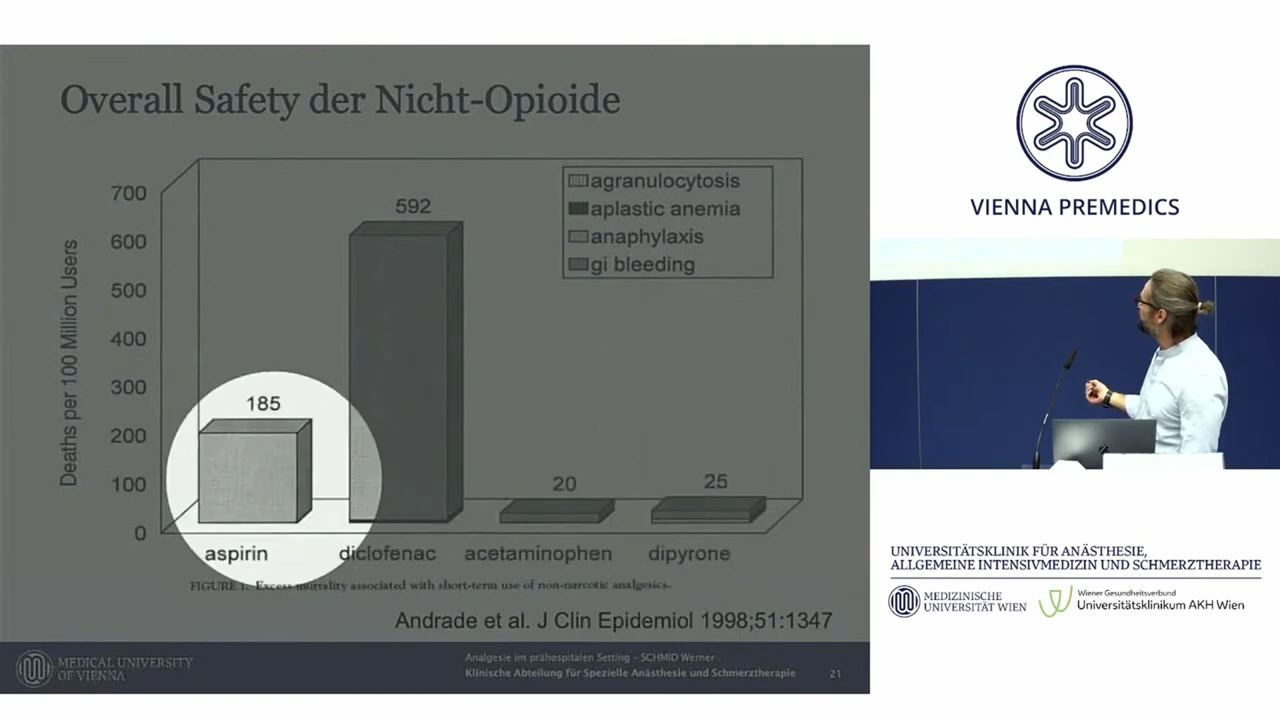 Overall Safety der Nicht-Opioide
Deaths per 100 Million Users
700
600
500
400
300
200
100
0
185
592
20
25
agranulocytosis
aplastic anemia
anaphylaxis
gi bleeding
aspirin
diclofenac
acetaminophen
dipyrone
FIGURE 1. Excess mortality associated with short-term use of non-narcotic analgesics.
Andrade et al. J Clin Epidemiol 1998;51:1347
MEDICAL UNIVERSITY
OF VIENNA
Analgesie im prähospitalen Setting – SCHMID Werner
Klinische Abteilung für Spezielle Anästhesie und Schmerztherapie
21
VIENNA PREMEDICS
UNIVERSITÄTSKLINIK FÜR ANÄSTHESIE,
ALLGEMEINE INTENSIVMEDIZIN UND SCHMERZTHERAPIE
MEDIZINISCHE
UNIVERSITÄT WIEN
Wiener Gesundheitsverbund
Universitätsklinikum AKH Wien